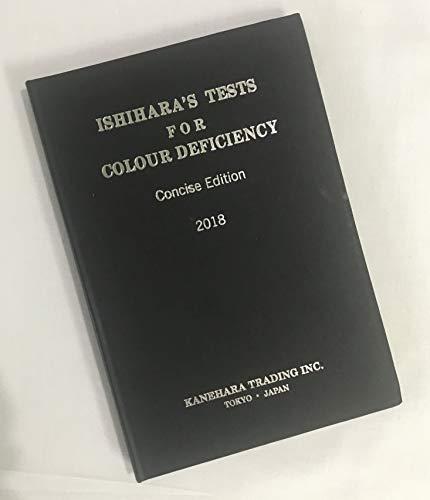 ISHIHARA'S TESTS
FOR
COLOUR DEFICIENCY
Concise Edition
2018
KANEHARA TRADING INC.
TOKYO • JAPAN